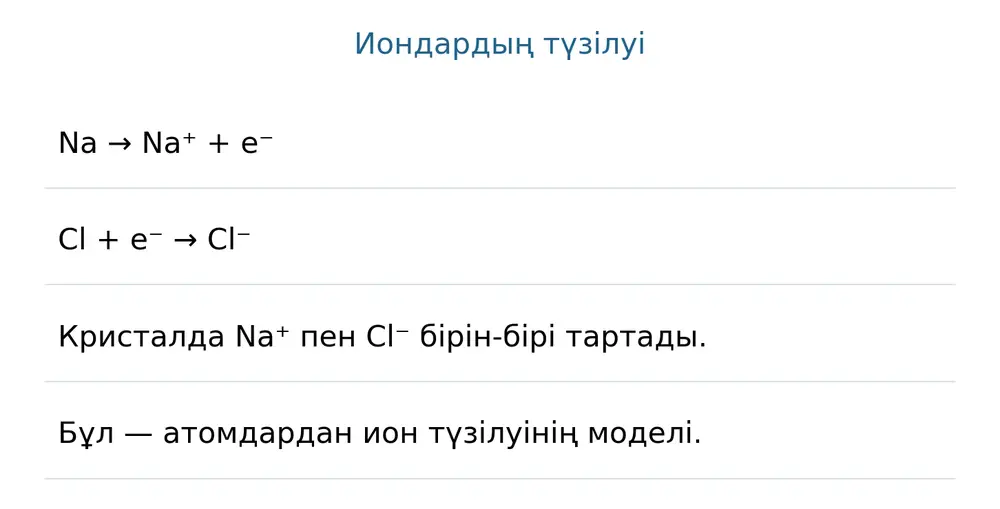 Иондардың түзілуі
Na → Na⁺ + e⁻
Cl + e⁻ → Cl⁻
Кристалда Na⁺ пен Cl⁻ бірін-бірі тартады.
Бұл — атомдардан ион түзілуінің моделі.